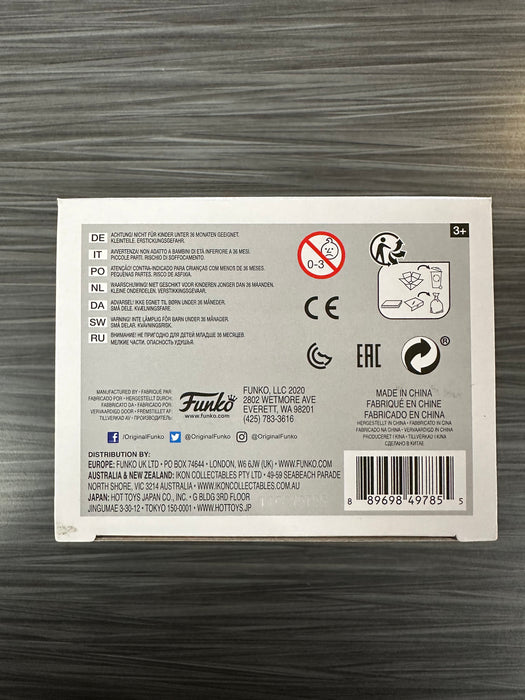 3+
DE ACHTUNG! NICHT FÜR KINDER UNTER 36 MONATEN GEEIGNET.
KLEINTEILE. ERSTICKUNGSGEFAHR.
IT AVVERTENZA! NON ADATTO A BAMBINI DI ETÀ INFERIORE A 36 MESI.
PICCOLE PARTI. RISCHIO DI SOFFOCAMENTO.
PO ATENÇÃO! CONTRA-INDICADO PARA CRIANÇAS COM MENOS DE 36 MESES.
PEQUENAS PARTES. RISCO DE ASFIXIA.
NL WAARSCHUWING! NIET GESCHIKT VOOR KINDEREN JONGER DAN 36 MAANDEN.
KLEINE ONDERDELEN. VERSTIKKINGSGEVAAR.
DA ADVARSEL! IKKE EGNET TIL BØRN UNDER 36 MÅNEDER.
SMÅ DELE. KVÆLNINGSFARE.
SW VARNING! INTE LÄMPLIG FÖR BARN UNDER 36 MÅNADER.
SMÅ DELAR. KVÄVNINGSRISK.
RU ВНИМАНИЕ! НЕ ПОДХОДИТ ДЛЯ ДЕТЕЙ МЛАДШЕ 36 МЕСЯЦЕВ.
МЕЛКИЕ ЧАСТИ. ОПАСНОСТЬ УДУШЬЯ.
0-3
CE
EAC
®
MANUFACTURED BY • FABRIQUÉ PAR
FABRICADO POR • HERGESTELLT DURCH
FABBRICATO DA • PRODUZIDO POR
VERVAARDIGD DOOR • FREMSTILLET AF
TILLVERKAD AV • ПРОИЗВОДИТЕЛЬ:
Funko
www.funko.com
FUNKO, LLC 2020
2802 WETMORE AVE
EVERETT, WA 98201
(425) 783-3616
/OriginalFunko @OriginalFunko @OriginalFunko
MADE IN CHINA
FABRIQUÉ EN CHINE
FABRICADO EN CHINA
HERGESTELLT IN CHINA • FATTO IN CINA
FABRICADO NA CHINA • VERVAARDIGD IN CHINA
PRODUCERET I KINA • TILLVERKAD I KINA
СДЕЛАНО В КИТАЕ
DISTRIBUTION BY:
EUROPE: FUNKO UK LTD • PO BOX 74644 • LONDON, W6 6JW (UK) • WWW.FUNKO.COM
AUSTRALIA & NEW ZEALAND: IKON COLLECTABLES PTY LTD • 49-59 SEABEACH PARADE
NORTH SHORE, VIC 3214 AUSTRALIA • WWW.IKONCOLLECTABLES.COM.AU
JAPAN: HOT TOYS JAPAN CO., INC. • G BLDG 3RD FLOOR
JINGUMAE 3-30-12 • TOKYO 150-0001 • WWW.HOTTOYS.JP
8 89698 49785 5